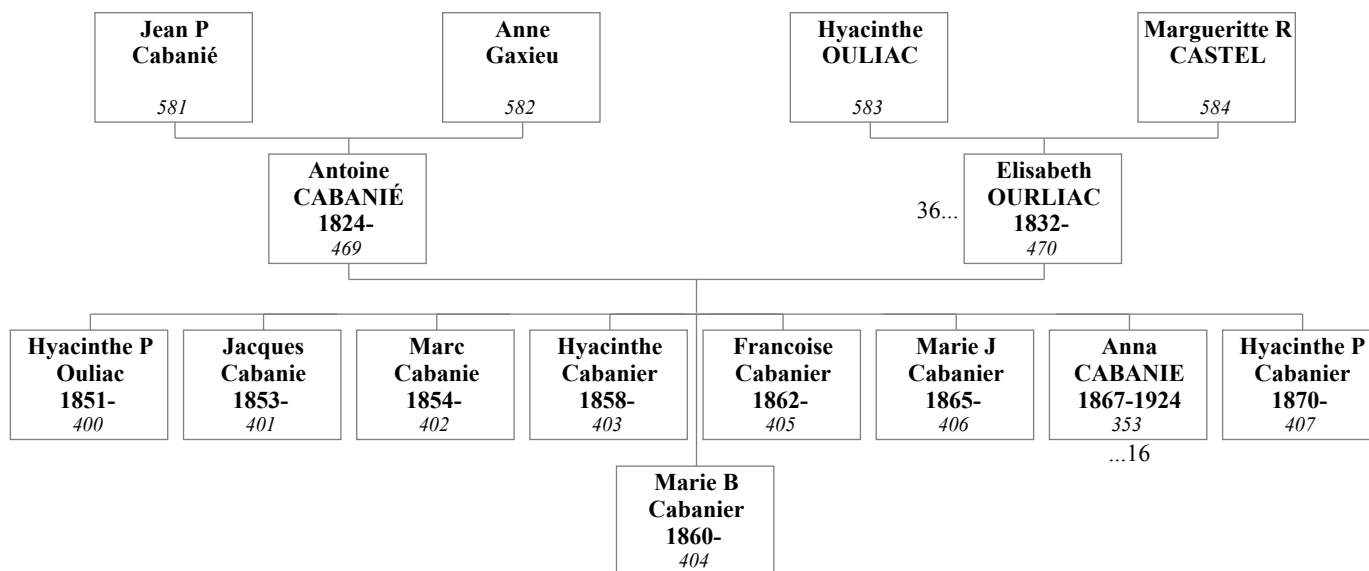 Jean P
Cabanié
581
Anne
Gaxieu
582
Hyacinthe
OULIAC
583
Margueritte R
CASTEL
584
Antoine
CABANIÉ
1824-
469
36...
Elisabeth
OURLIAC
1832-
470
Hyacinthe P
Ouliac
1851-
400
Jacques
Cabanie
1853-
401
Marc
Cabanie
1854-
402
Hyacinthe
Cabanier
1858-
403
Francoise
Cabanier
1862-
405
Marie J
Cabanier
1865-
406
Anna
CABANIE
1867-1924
353
...16
Hyacinthe P
Cabanier
1870-
407
Marie B
Cabanier
1860-
404